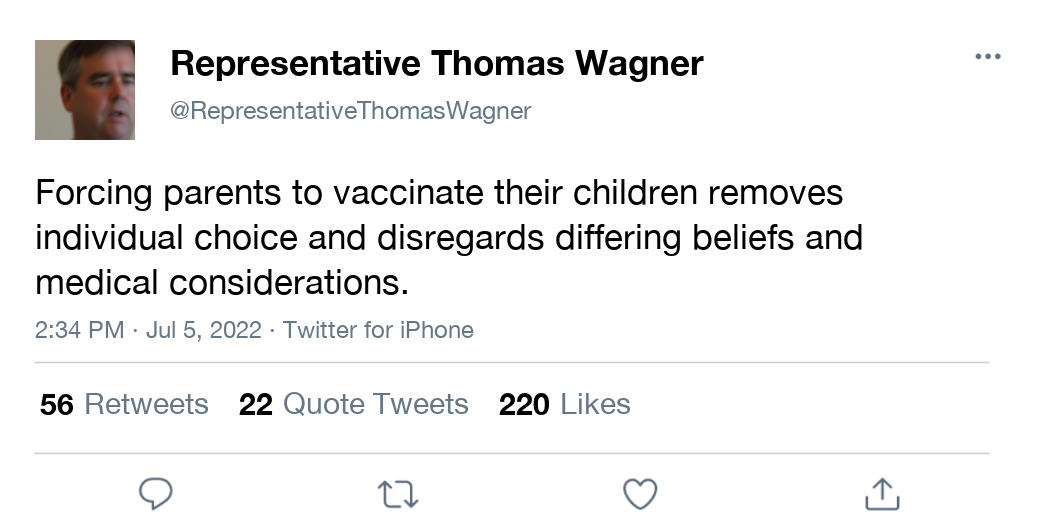 Representative Thomas Wagner
@RepresentativeThomasWagner
Forcing parents to vaccinate their children removes
individual choice and disregards differing beliefs and
medical considerations.
2:34 PM · Jul 5, 2022 · Twitter for iPhone
56 Retweets 22 Quote Tweets 220 Likes